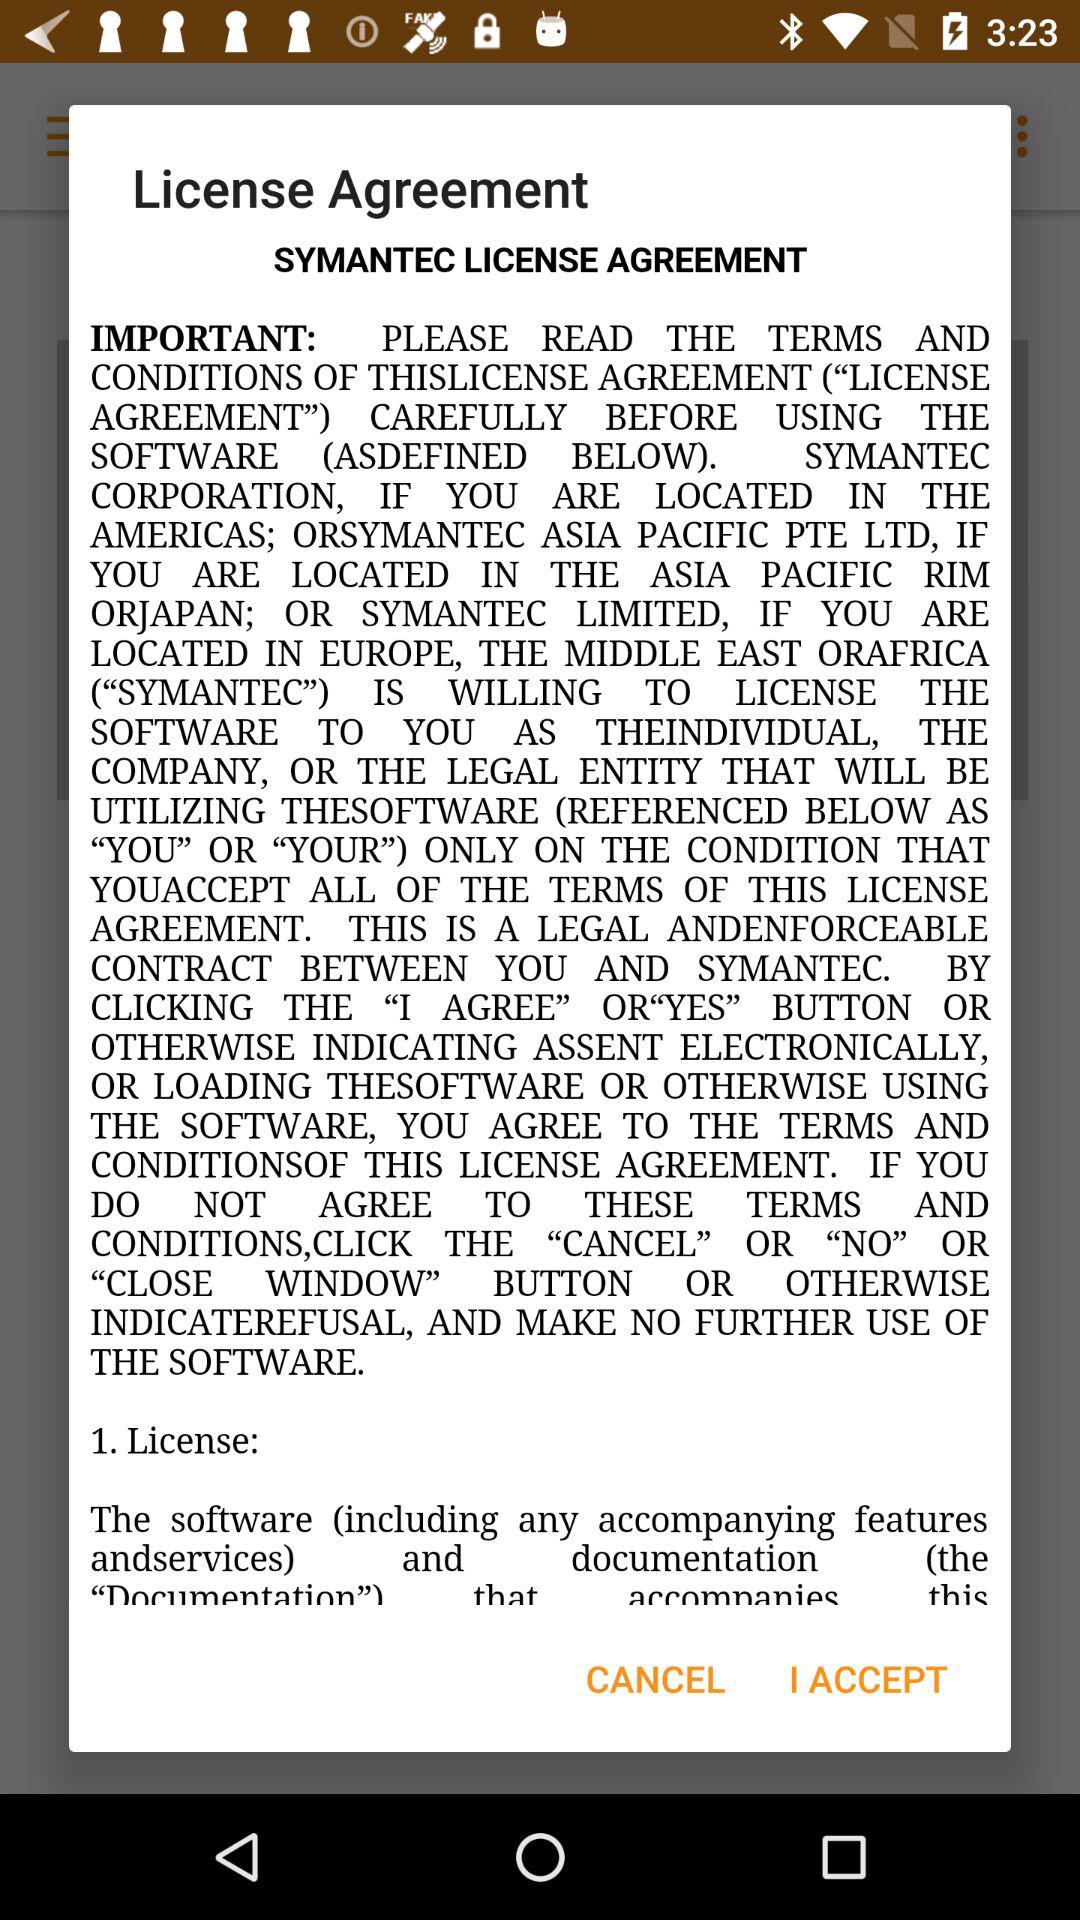 FAKE
3:23
License Agreement
SYMANTEC LICENSE AGREEMENT
IMPORTANT: PLEASE READ THE TERMS AND
CONDITIONS OF THISLICENSE AGREEMENT (“LICENSE
AGREEMENT”) CAREFULLY BEFORE USING THE
SOFTWARE (ASDEFINED BELOW). SYMANTEC
CORPORATION, IF YOU ARE LOCATED IN THE
AMERICAS; ORSYMANTEC ASIA PACIFIC PTE LTD, IF
YOU ARE LOCATED IN THE ASIA PACIFIC RIM
ORJAPAN; OR SYMANTEC LIMITED, IF YOU ARE
LOCATED IN EUROPE, THE MIDDLE EAST ORAFRICA
(“SYMANTEC”) IS WILLING TO LICENSE THE
SOFTWARE TO YOU AS THEINDIVIDUAL, THE
COMPANY, OR THE LEGAL ENTITY THAT WILL BE
UTILIZING THESOFTWARE (REFERENCED BELOW AS
“YOU” OR “YOUR”) ONLY ON THE CONDITION THAT
YOUACCEPT ALL OF THE TERMS OF THIS LICENSE
AGREEMENT. THIS IS A LEGAL ANDENFORCEABLE
CONTRACT BETWEEN YOU AND SYMANTEC. BY
CLICKING THE “I AGREE” OR“YES” BUTTON OR
OTHERWISE INDICATING ASSENT ELECTRONICALLY,
OR LOADING THESOFTWARE OR OTHERWISE USING
THE SOFTWARE, YOU AGREE TO THE TERMS AND
CONDITIONSOF THIS LICENSE AGREEMENT. IF YOU
DO NOT AGREE TO THESE TERMS AND
CONDITIONS,CLICK THE “CANCEL” OR “NO” OR
“CLOSE WINDOW” BUTTON OR OTHERWISE
INDICATEREFUSAL, AND MAKE NO FURTHER USE OF
THE SOFTWARE.
1. License:
The software (including any accompanying features
andservices) and documentation (the
“Documentation”) that accompanies this
CANCEL I ACCEPT